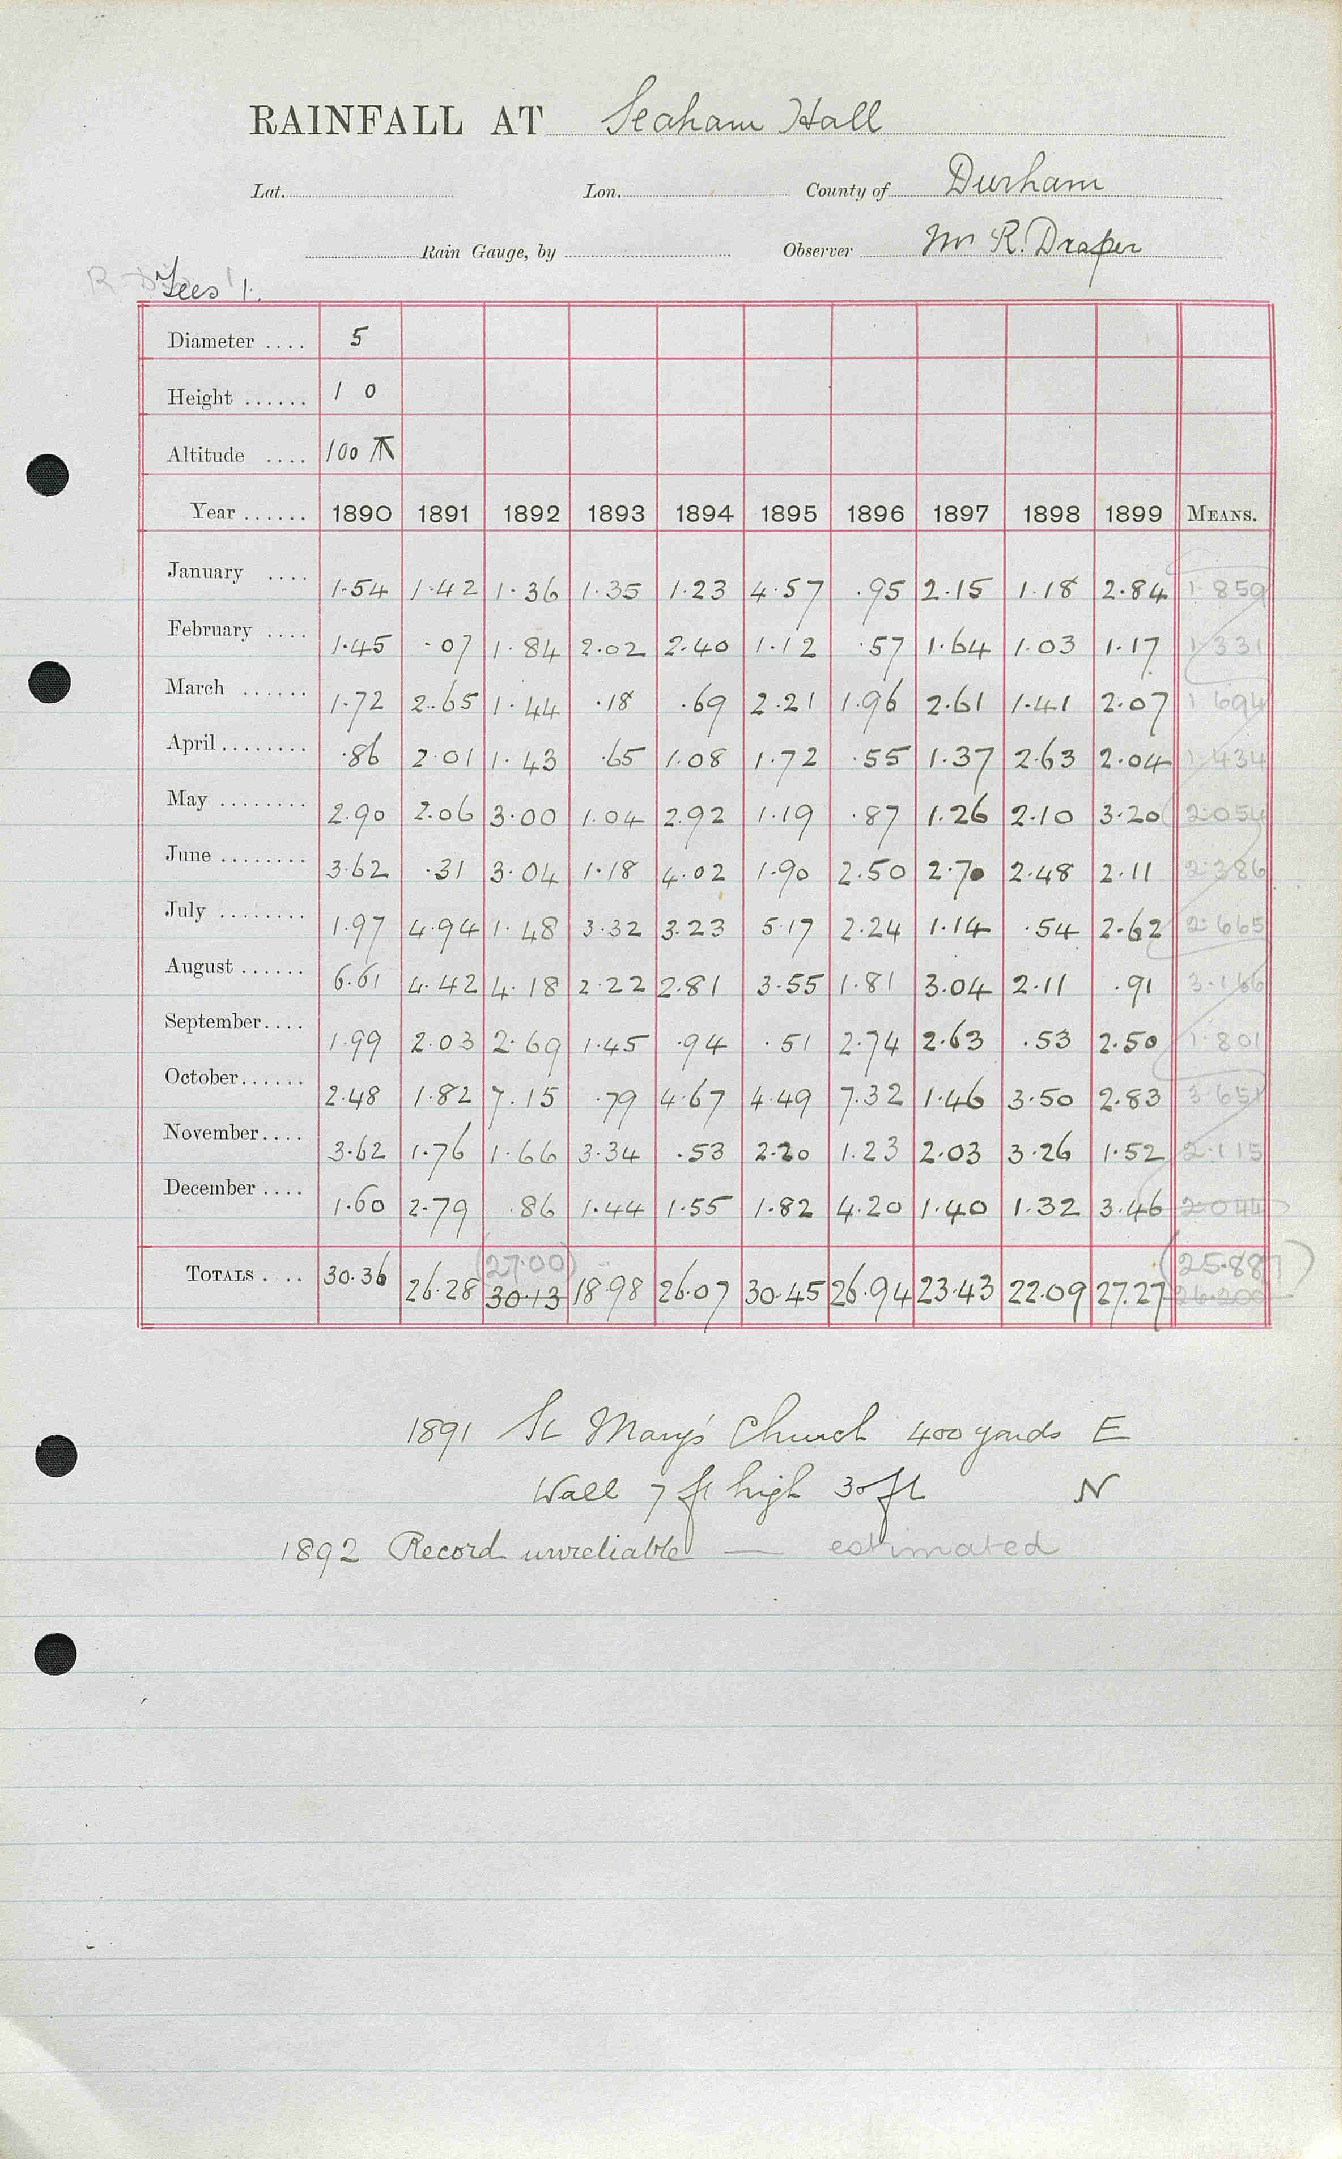 RAINFALL AT Seaham Hall
Lat. Lon. County of Durham
Rain Gauge, by Observer Mr R. Draper
Tees 1.
Diameter .... 5
Height ...... 1 0
Altitude .... 100
Year ...... 1890 1891 1892 1893 1894 1895 1896 1897 1898 1899 MEANS.
January .... 1.54 1.42 1.36 1.35 1.23 4.57 .95 2.15 1.18 2.84 1.859
February .... 1.45 .07 1.84 2.02 2.40 1.12 .57 1.64 1.03 1.17 1.331
March ...... 1.72 2.65 1.44 .18 .69 2.21 1.96 2.61 1.41 2.07 1.694
April ........ .86 2.01 1.43 .65 1.08 1.72 .55 1.37 2.63 2.04 1.434
May ........ 2.90 2.06 3.00 1.04 2.92 1.19 .87 1.26 2.10 3.20 2.054
June ........ 3.62 .31 3.04 1.18 4.02 1.90 2.50 2.70 2.48 2.11 2.386
July ........ 1.97 4.94 1.48 3.32 3.23 5.17 2.24 1.14 .54 2.62 2.665
August ...... 6.61 4.42 4.18 2.22 2.81 3.55 1.81 3.04 2.11 .91 3.166
September.... 1.99 2.03 2.69 1.45 .94 .51 2.74 2.63 .53 2.50 1.801
October...... 2.48 1.82 7.15 .79 4.67 4.49 7.32 1.46 3.50 2.83 3.651
November.... 3.62 1.76 1.66 3.34 .53 2.20 1.23 2.03 3.26 1.52 2.115
December .... 1.60 2.79 .86 1.44 1.55 1.82 4.20 1.40 1.32 3.46 2.044
(27.00) (25.887)
TOTALS .... 30.36 26.28 30.13 18.98 26.07 30.45 26.94 23.43 22.09 27.27 26.200
1891 St Mary's Church 400 yards E
Wall 7 ft high 30 ft N
1892 Record unreliable — estimated